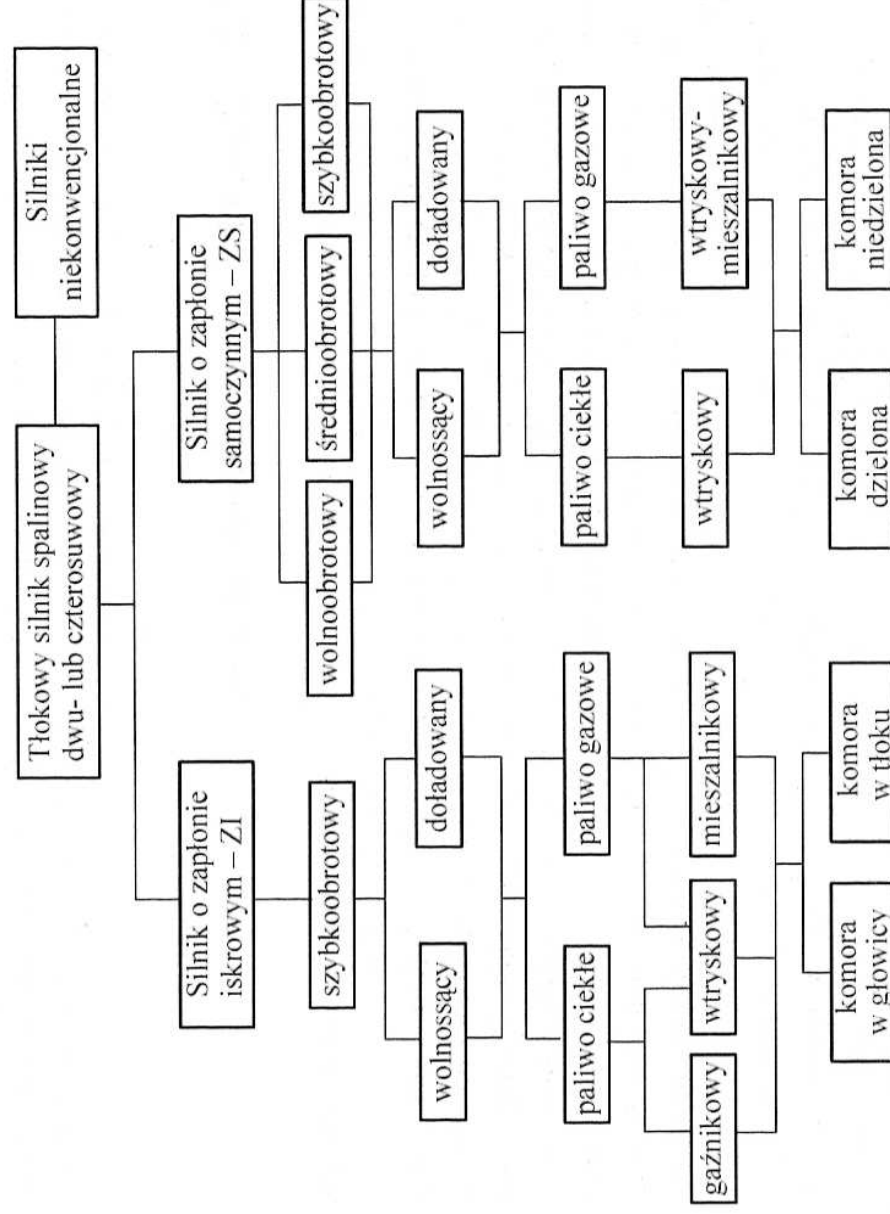 Tłokowy silnik spalinowy
dwu- lub czterosuwowy
Silniki
niekonwencjonalne
Silnik o zapłonie
iskrowym – ZI
Silnik o zapłonie
samoczynnym – ZS
szybkoobrotowy
wolnoobrotowy
średnioobrotowy
szybkoobrotowy
wolnossący
doładowany
wolnossący
doładowany
paliwo ciekłe
paliwo gazowe
paliwo ciekłe
paliwo gazowe
gaźnikowy
wtryskowy
mieszalnikowy
wtryskowy
wtryskowy-
mieszalnikowy
komora
w głowicy
komora
w tłoku
komora
dzielona
komora
niedzielona